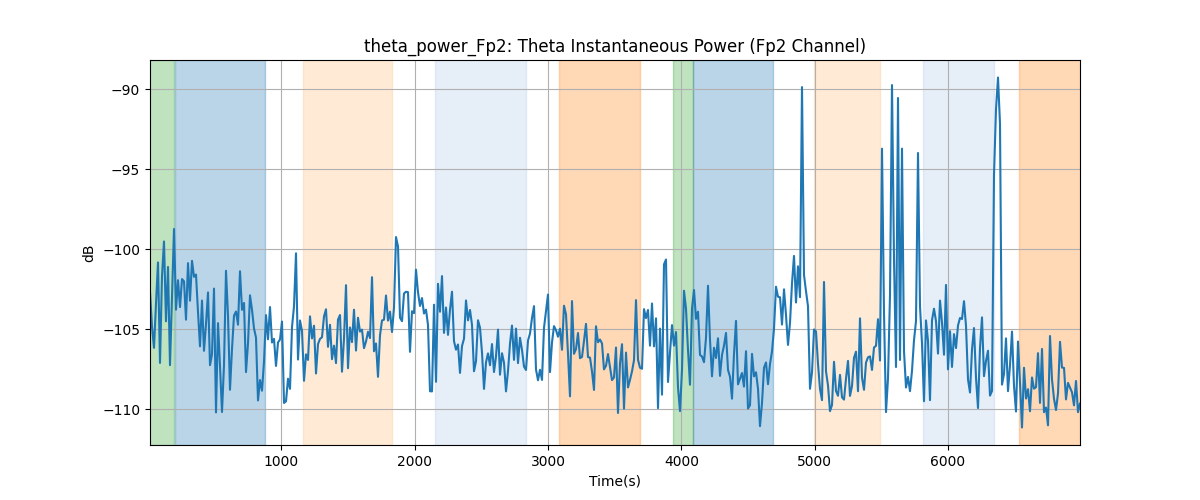 theta_power_Fp2: Theta Instantaneous Power (Fp2 Channel)
dB
−90
−95
−100
−105
−110
1000 2000 3000 4000 5000 6000
Time(s)